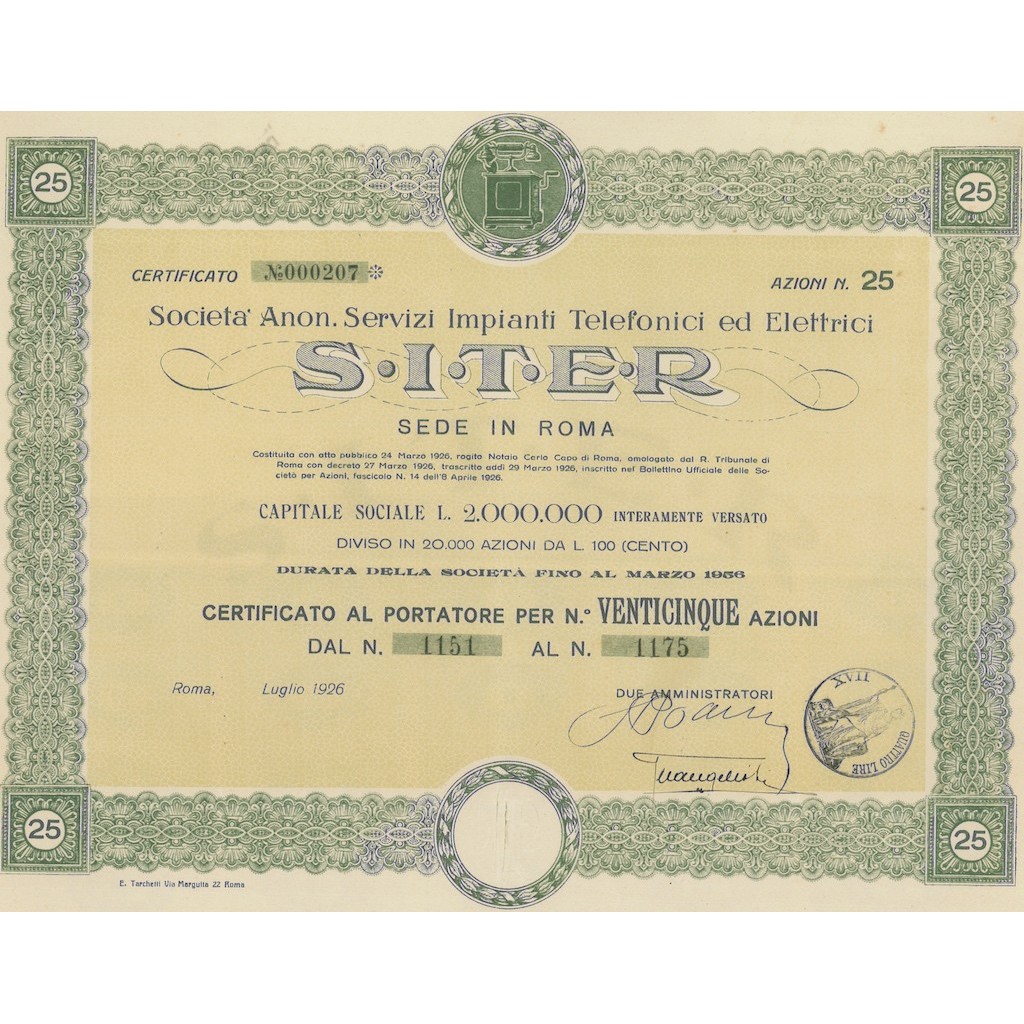 25
25
CERTIFICATO №000207*
AZIONI N. 25
Societa' Anon. Servizi Impianti Telefonici ed Elettrici
S·I·T·E·R
SEDE IN ROMA
Costituita con atto pubblico 24 Marzo 1926, rogito Notaio Carlo Capo di Roma, omologato dal R. Tribunale di
Roma con decreto 27 Marzo 1926, trascritto addì 29 Marzo 1926, inscritto nel Bollettino Ufficiale delle So-
cietà per Azioni, fascicolo N. 14 dell'8 Aprile 1926.
CAPITALE SOCIALE L. 2.000.000 INTERAMENTE VERSATO
DIVISO IN 20.000 AZIONI DA L. 100 (CENTO)
DURATA DELLA SOCIETÀ FINO AL MARZO 1956
CERTIFICATO AL PORTATORE PER N.° VENTICINQUE AZIONI
DAL N. 1151 AL N. 1175
Roma, Luglio 1926
DUE AMMINISTRATORI
QUATTRO LIRE
25
25
E. Tarchetti Via Margutta 22 Roma